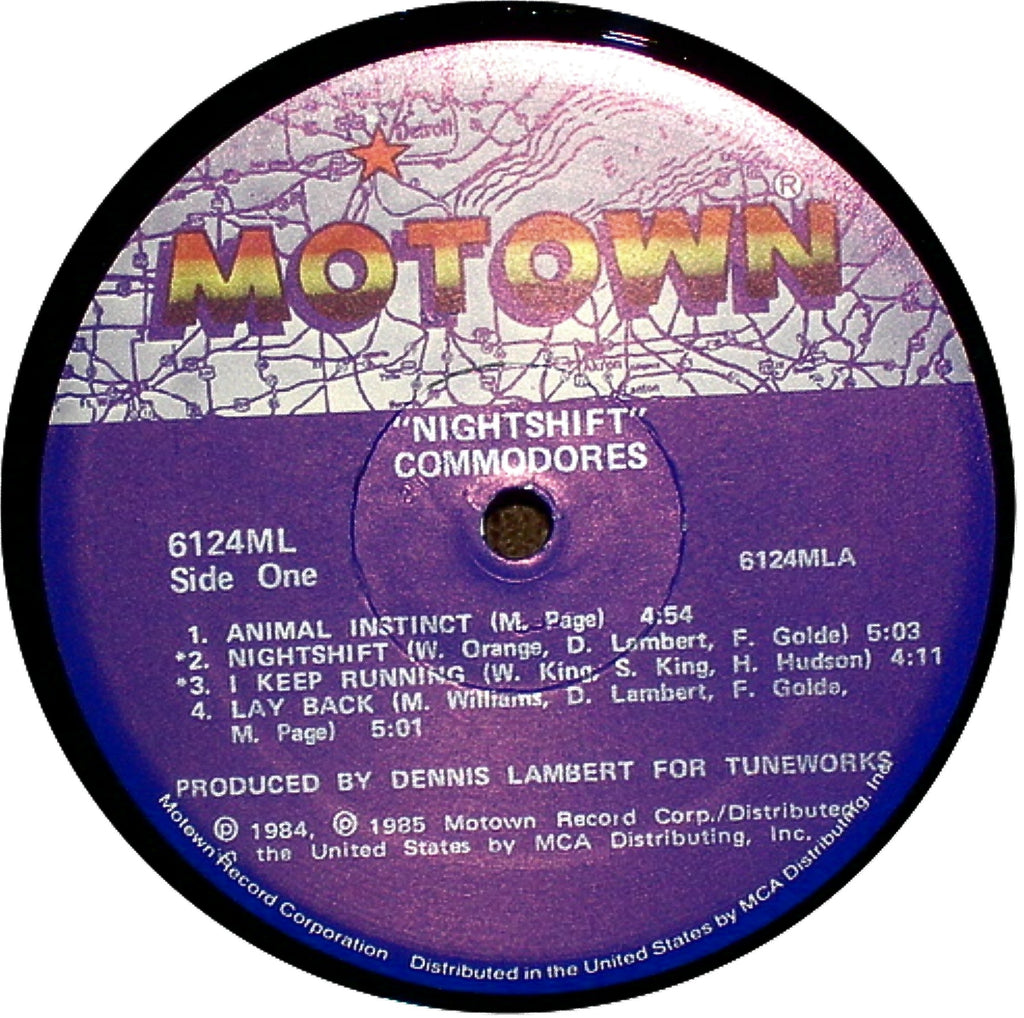 Detroit
®
MOTOWN
Akron
"NIGHTSHIFT"
COMMODORES
6124ML
Side One
6124MLA
1. ANIMAL INSTINCT (M. Page) 4:54
*2. NIGHTSHIFT (W. Orange, D. Lambert, F. Golde) 5:03
*3. I KEEP RUNNING (W. King, S. King, H. Hudson) 4:11
4. LAY BACK (M. Williams, D. Lambert, F. Golde,
M. Page) 5:01
PRODUCED BY DENNIS LAMBERT FOR TUNEWORKS
℗ 1984, ℗ 1985 Motown Record Corp./Distributed
the United States by MCA Distributing, Inc.
Motown Record Corporation Distributed in the United States by MCA Distributing, Inc.